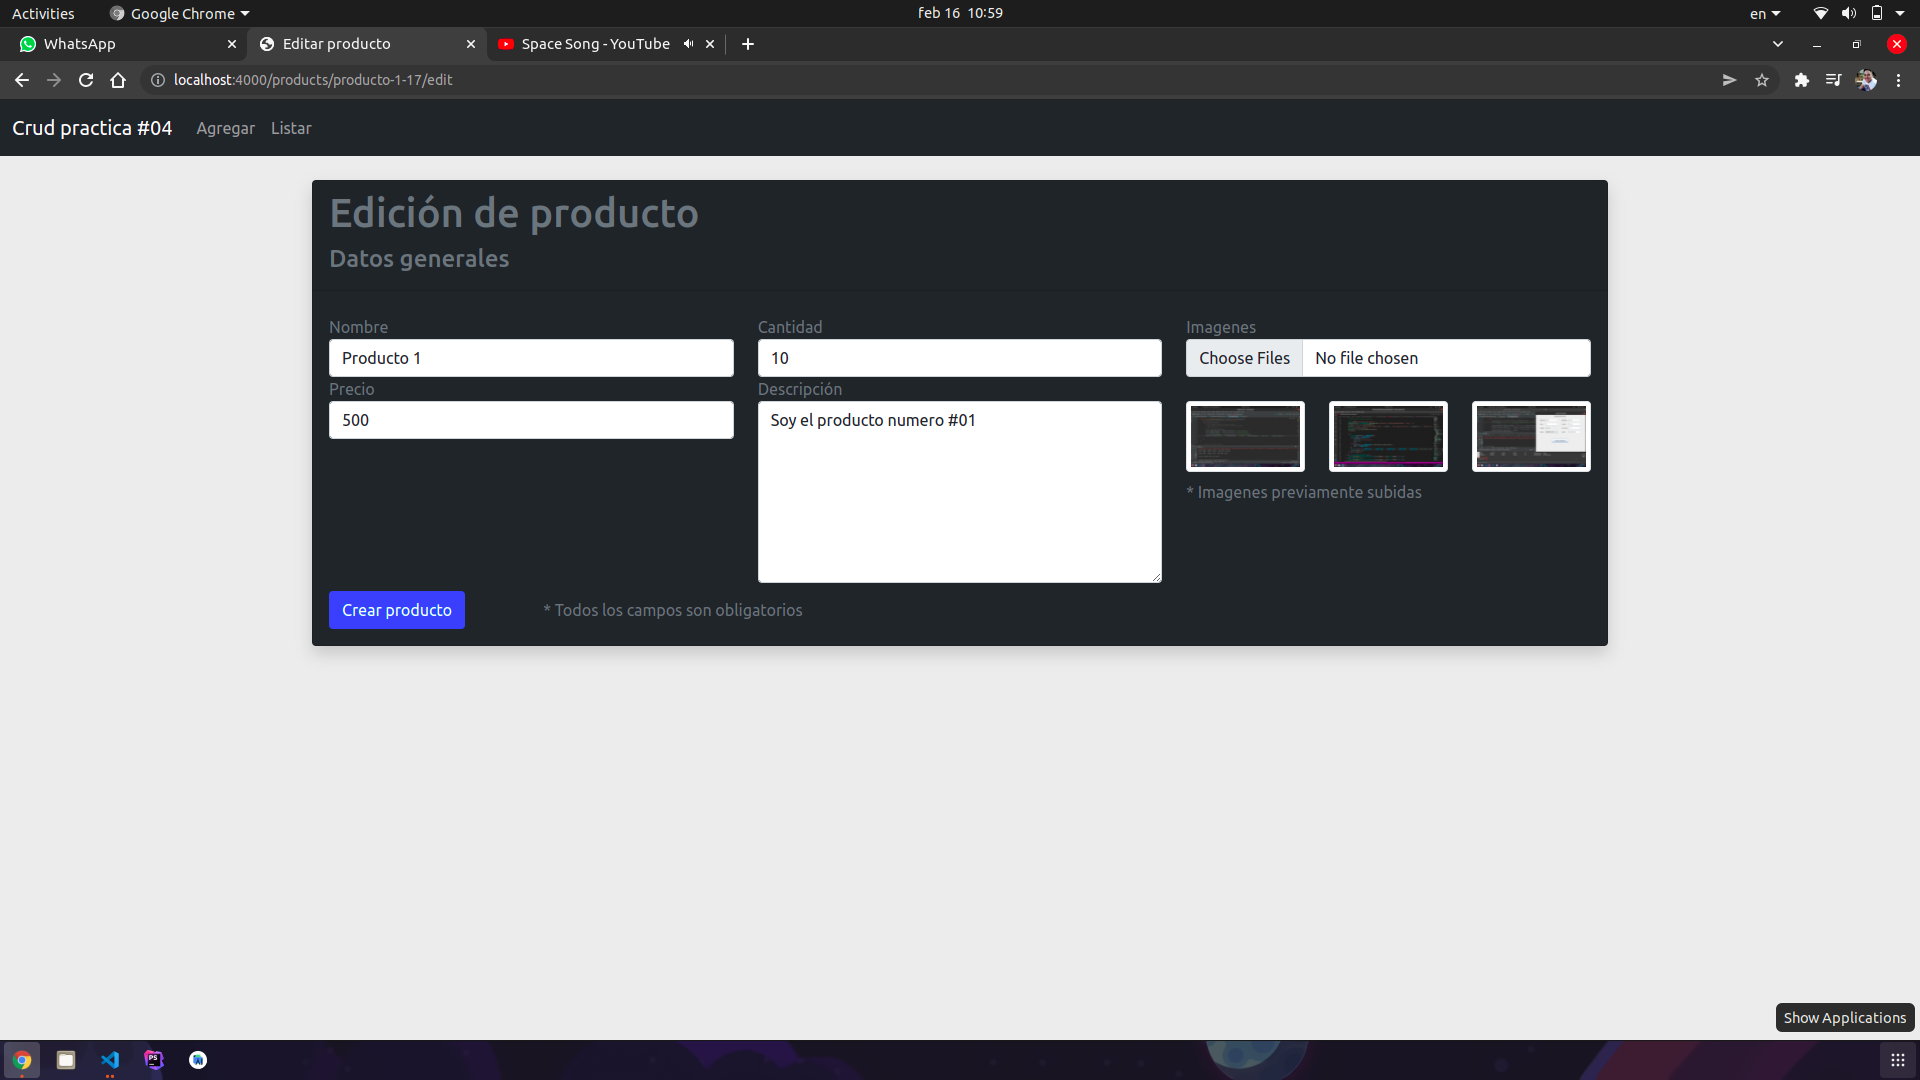 Activities
Google Chrome
feb 16 10:59
en
WhatsApp
Editar producto
Space Song - YouTube
localhost:4000/products/producto-1-17/edit
Crud practica #04
Agregar
Listar
Edición de producto
Datos generales
Nombre
Cantidad
Imagenes
Producto 1
10
Choose Files
No file chosen
Precio
Descripción
500
Soy el producto numero #01
* Imagenes previamente subidas
Crear producto
* Todos los campos son obligatorios
Show Applications
PS